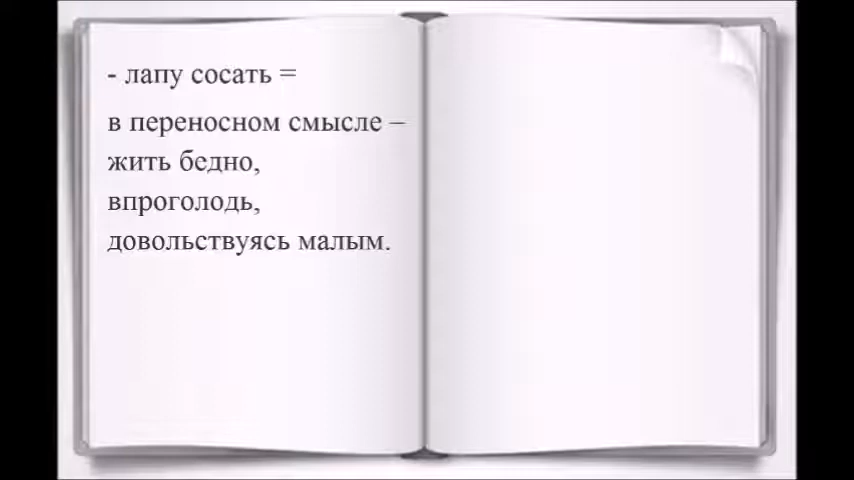 - лапу сосать =
в переносном смысле –
жить бедно,
впроголодь,
довольствуясь малым.